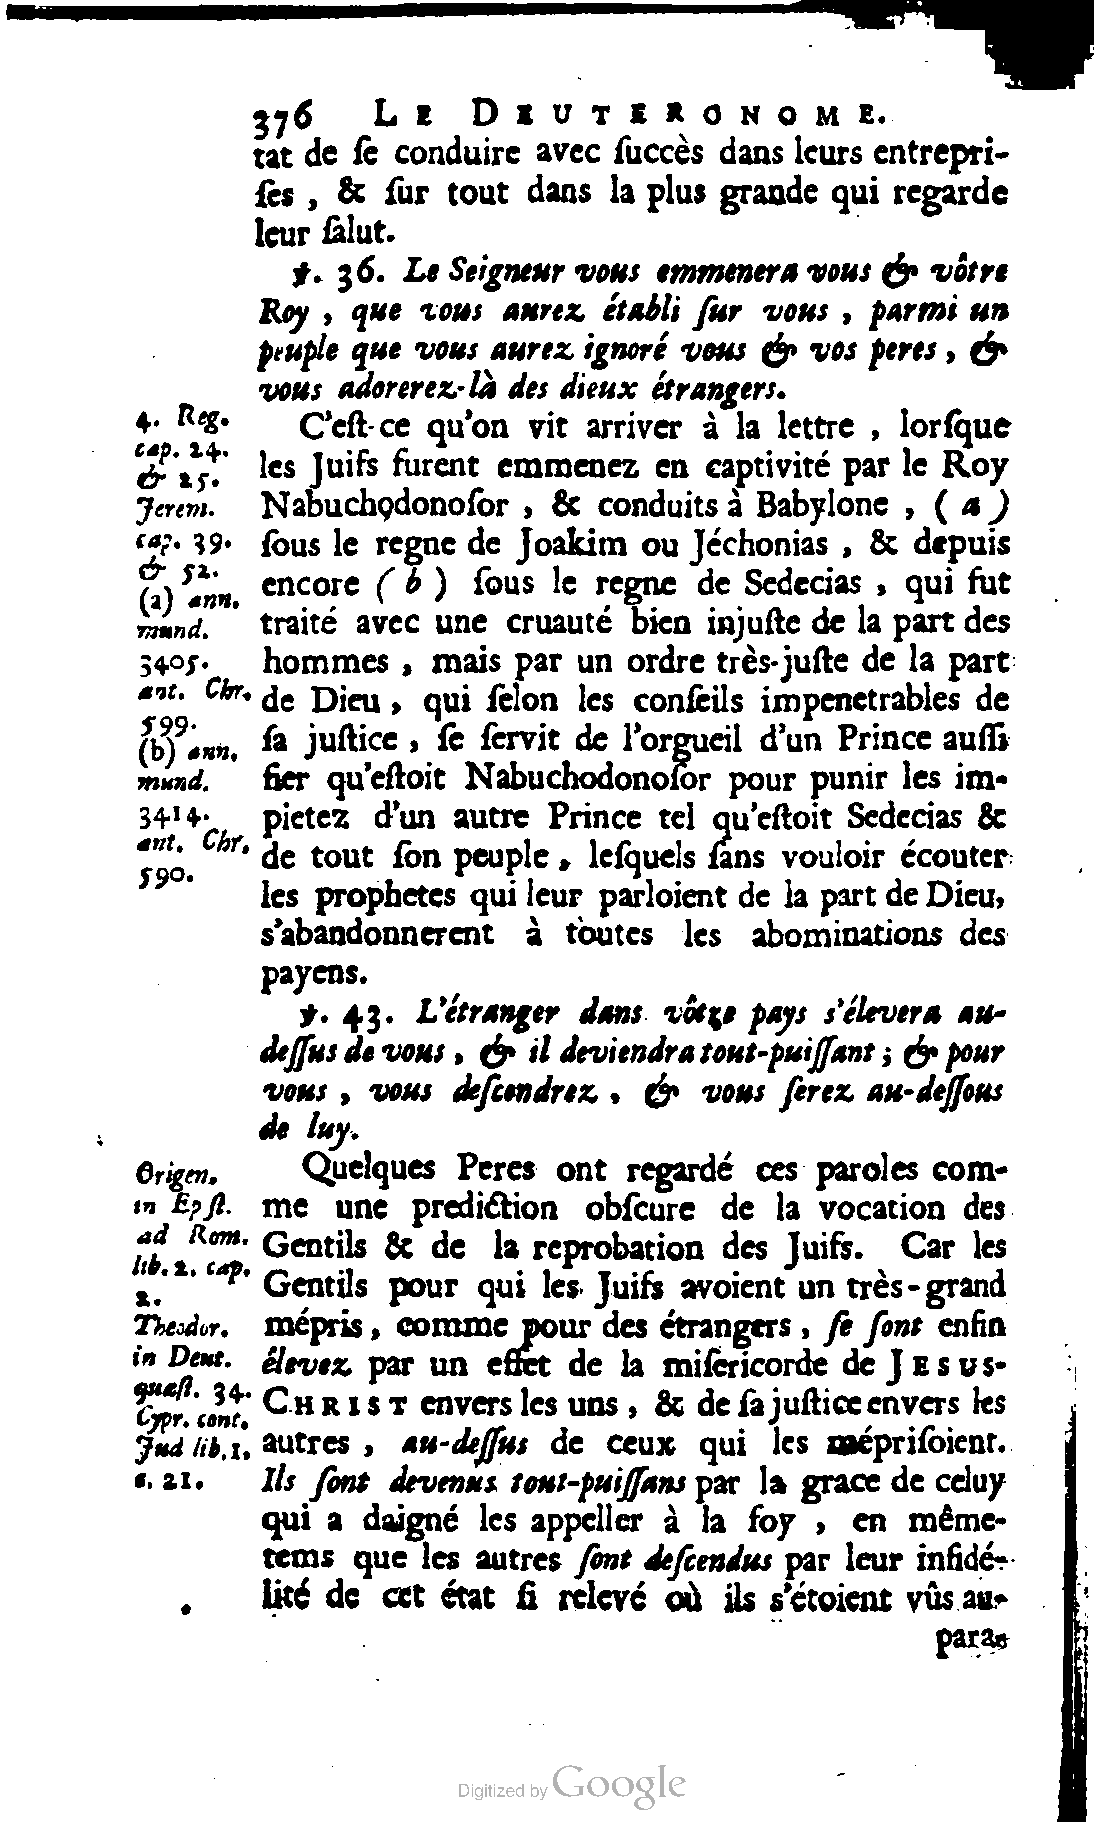 376 LE DEUTERONOME.
tat de ſe conduire avec ſuccès dans leurs entrepri-
ſes , & ſur tout dans la plus grande qui regarde
leur ſalut.
℣. 36. Le Seigneur vous emmenera vous & vôtre
Roy , que vous aurez établi ſur vous , parmi un
peuple que vous aurez ignoré vous & vos peres , &
vous adorerez-là des dieux étrangers.
C'eſt-ce qu'on vit arriver à la lettre , lorſque
les Juifs furent emmenez en captivité par le Roy
Nabuchodonoſor , & conduits à Babylone , ( a )
ſous le regne de Joakim ou Jéchonias , & depuis
encore ( b ) ſous le regne de Sedecias , qui fut
traité avec une cruauté bien injuſte de la part des
hommes , mais par un ordre très-juſte de la part
de Dieu , qui ſelon les conſeils impenetrables de
ſa juſtice , ſe ſervit de l'orgueil d'un Prince auſſi
fier qu'eſtoit Nabuchodonoſor pour punir les im-
pietez d'un autre Prince tel qu'eſtoit Sedecias &
de tout ſon peuple , leſquels ſans vouloir écouter
les prophetes qui leur parloient de la part de Dieu,
s'abandonnerent à toutes les abominations des
payens.
℣. 43. L'étranger dans vôtre pays s'élevera au-
deſſus de vous , & il deviendra tout-puiſſant ; & pour
vous , vous deſcendrez , & vous ſerez au-deſſous
de luy.
Quelques Peres ont regardé ces paroles com-
me une prediction obſcure de la vocation des
Gentils & de la reprobation des Juifs. Car les
Gentils pour qui les Juifs avoient un très-grand
mépris , comme pour des étrangers , ſe ſont enfin
élevez par un effet de la miſericorde de JESUS-
CHRIST envers les uns , & de ſa juſtice envers les
autres , au-deſſus de ceux qui les mépriſoient.
Ils ſont devenus tout-puiſſans par la grace de celuy
qui a daigné les appeller à la foy , en même-
tems que les autres ſont deſcendus par leur infidé-
lité de cet état ſi relevé où ils s'étoient vûs au-
para-
4. Reg.
cap. 24.
& 25.
Jerem.
cap. 39.
& 52.
(a) ann.
mund.
3405.
ant. Chr.
599.
(b) ann.
mund.
3414.
ant. Chr.
590.
Origen.
in Epſt.
ad Rom.
lib. 2. cap.
2.
Theodor.
in Deut.
quæſt. 34.
Cypr. cont.
Jud lib. 1.
c. 21.
Digitized by Google